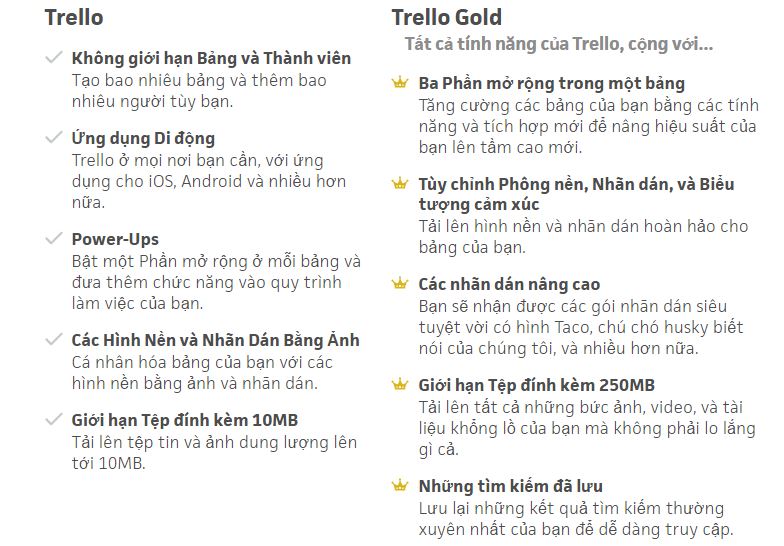 Trello
Không giới hạn Bảng và Thành viên
Tạo bao nhiêu bảng và thêm bao
nhiêu người tùy bạn.
Ứng dụng Di động
Trello ở mọi nơi bạn cần, với ứng
dụng cho iOS, Android và nhiều hơn
nữa.
Power-Ups
Bật một Phần mở rộng ở mỗi bảng và
đưa thêm chức năng vào quy trình
làm việc của bạn.
Các Hình Nền và Nhãn Dán Bằng Ảnh
Cá nhân hóa bảng của bạn với các
hình nền bằng ảnh và nhãn dán.
Giới hạn Tệp đính kèm 10MB
Tải lên tệp tin và ảnh dung lượng lên
tới 10MB.
Trello Gold
Tất cả tính năng của Trello, cộng với...
Ba Phần mở rộng trong một bảng
Tăng cường các bảng của bạn bằng các tính
năng và tích hợp mới để nâng hiệu suất của
bạn lên tầm cao mới.
Tùy chỉnh Phông nền, Nhãn dán, và Biểu
tượng cảm xúc
Tải lên hình nền và nhãn dán hoàn hảo cho
bảng của bạn.
Các nhãn dán nâng cao
Bạn sẽ nhận được các gói nhãn dán siêu
tuyệt vời có hình Taco, chú chó husky biết
nói của chúng tôi, và nhiều hơn nữa.
Giới hạn Tệp đính kèm 250MB
Tải lên tất cả những bức ảnh, video, và tài
liệu khổng lồ của bạn mà không phải lo lắng
gì cả.
Những tìm kiếm đã lưu
Lưu lại những kết quả tìm kiếm thường
xuyên nhất của bạn để dễ dàng truy cập.